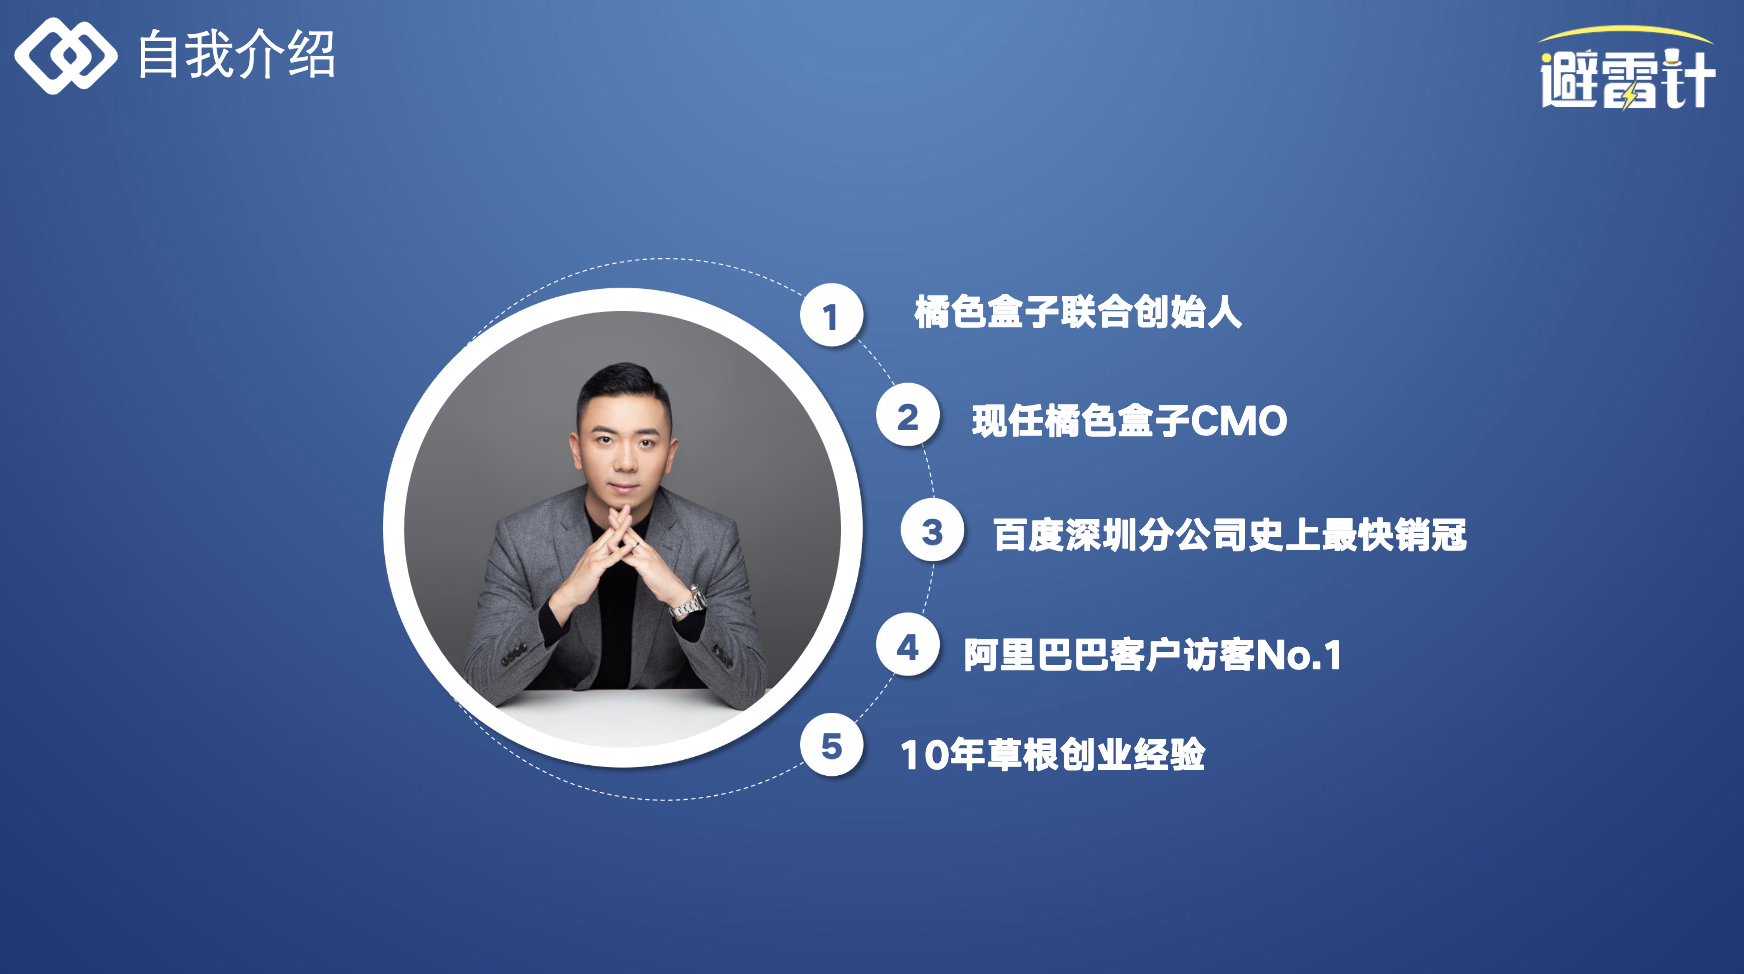 自我介绍
避雷计
1 橘色盒子联合创始人
2 现任橘色盒子CMO
3 百度深圳分公司史上最快销冠
4 阿里巴巴客户访客No.1
5 10年草根创业经验